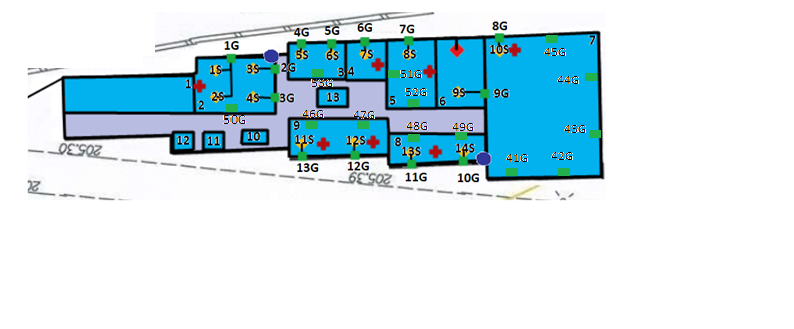 8G
4G 5G 6G 7G
1G
5S 6S 7S 8S 10S 45G 7
1S 3S 2G 53G 3 4 51G 44G
1
2S 4S 3G 13 52G 9S 9G
2 5 6
50G 46G 47G
9 48G 49G 46G
12 11 10 11S 12S 8 13S 14S
205.30 41G 42G
13G 12G
11G 10G
205.39
20